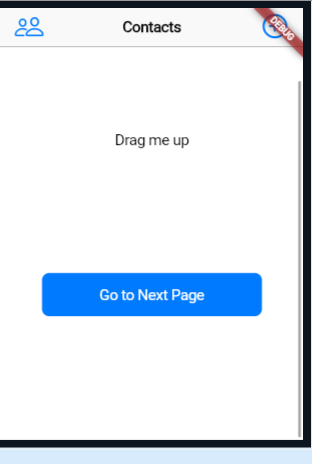 Contacts
DEBUG
Drag me up
Go to Next Page